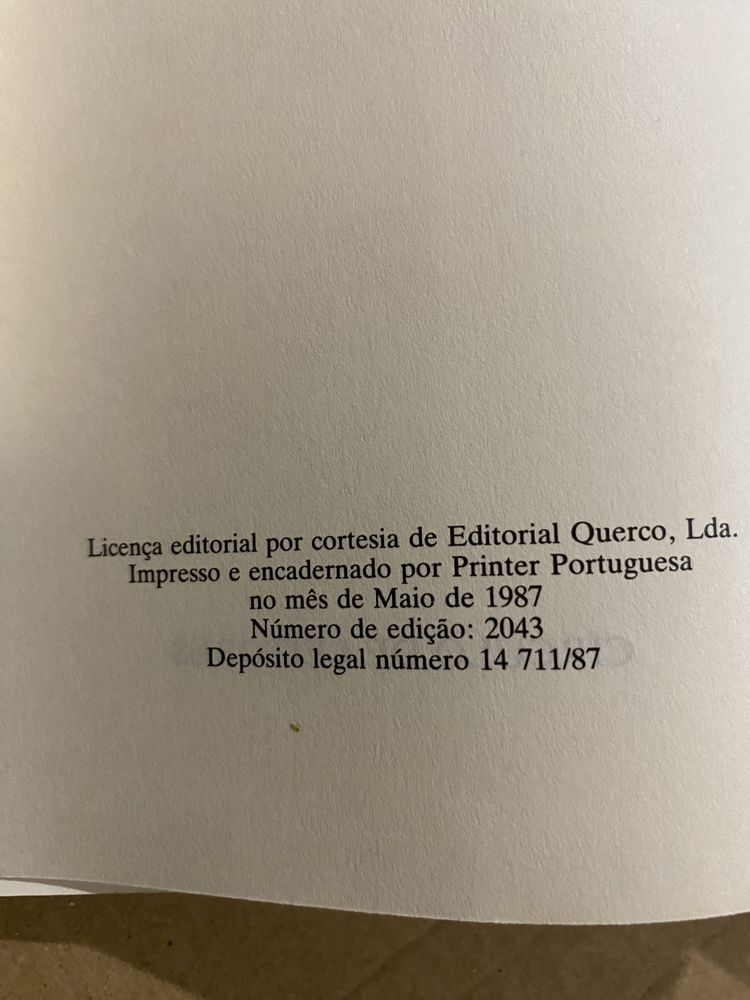 Licença editorial por cortesia de Editorial Querco, Lda.
Impresso e encadernado por Printer Portuguesa
no mês de Maio de 1987
Número de edição: 2043
Depósito legal número 14 711/87